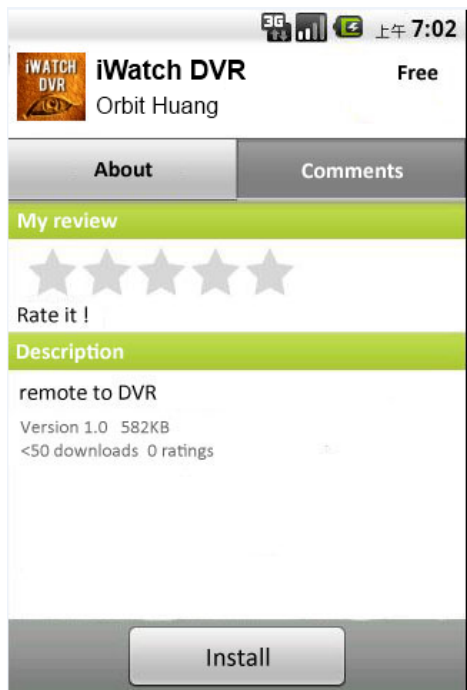 3G 上午 7:02
iWATCH
DVR
iWatch DVR
Free
Orbit Huang
About
Comments
My review
Rate it !
Description
remote to DVR
Version 1.0 582KB
<50 downloads 0 ratings
Install